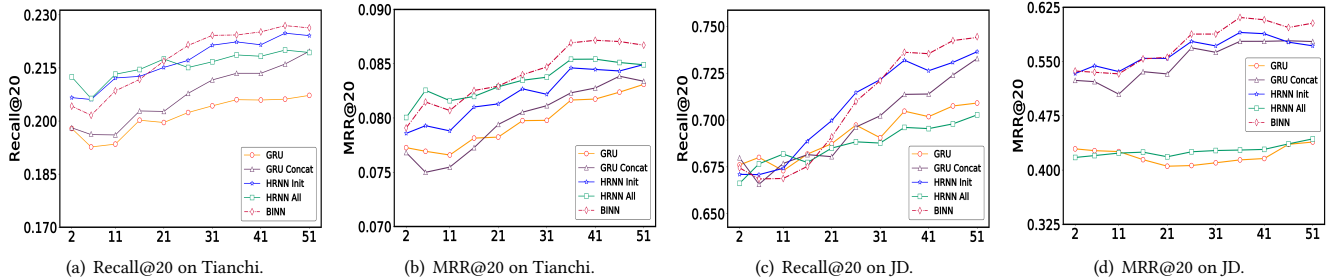 Recall@20
0.230
0.215
0.200
0.185
0.170
2 11 21 31 41 51
GRU
GRU Concat
HRNN Init
HRNN All
BINN
(a) Recall@20 on Tianchi.
MRR@20
0.090
0.085
0.080
0.075
0.070
2 11 21 31 41 51
GRU
GRU Concat
HRNN Init
HRNN All
BINN
(b) MRR@20 on Tianchi.
Recall@20
0.750
0.725
0.700
0.675
0.650
2 11 21 31 41 51
GRU
GRU Concat
HRNN Init
HRNN All
BINN
(c) Recall@20 on JD.
MRR@20
0.625
0.550
0.475
0.400
0.325
2 11 21 31 41 51
GRU
GRU Concat
HRNN Init
HRNN All
BINN
(d) MRR@20 on JD.